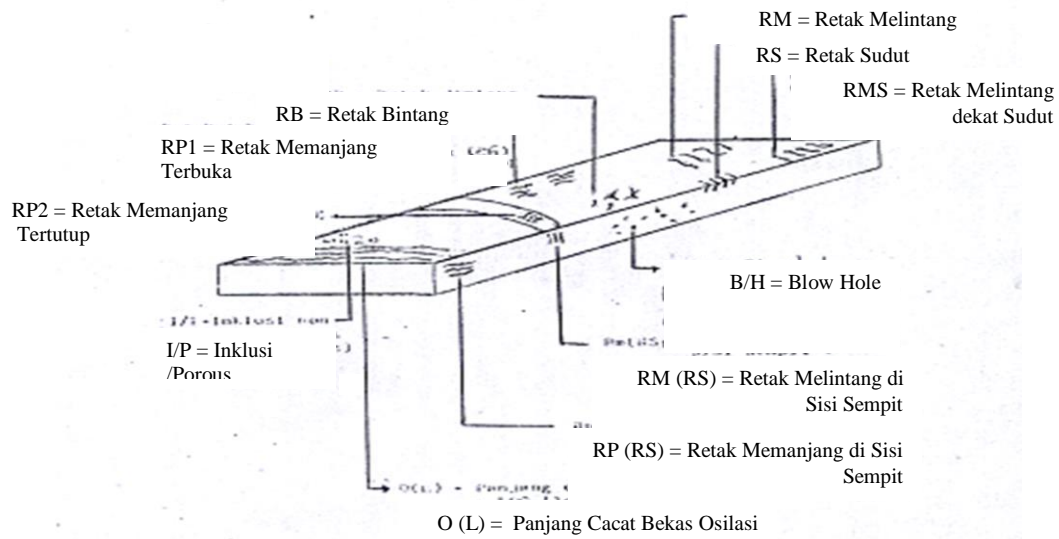 RM = Retak Melintang
RS = Retak Sudut
RMS = Retak Melintang
dekat Sudut
RB = Retak Bintang
RP1 = Retak Memanjang
Terbuka
RP2 = Retak Memanjang
Tertutup
B/H = Blow Hole
I/P = Inklusi
/Porous
RM (RS) = Retak Melintang di
Sisi Sempit
RP (RS) = Retak Memanjang di Sisi
Sempit
O(L) - Panjang
O (L) = Panjang Cacat Bekas Osilasi